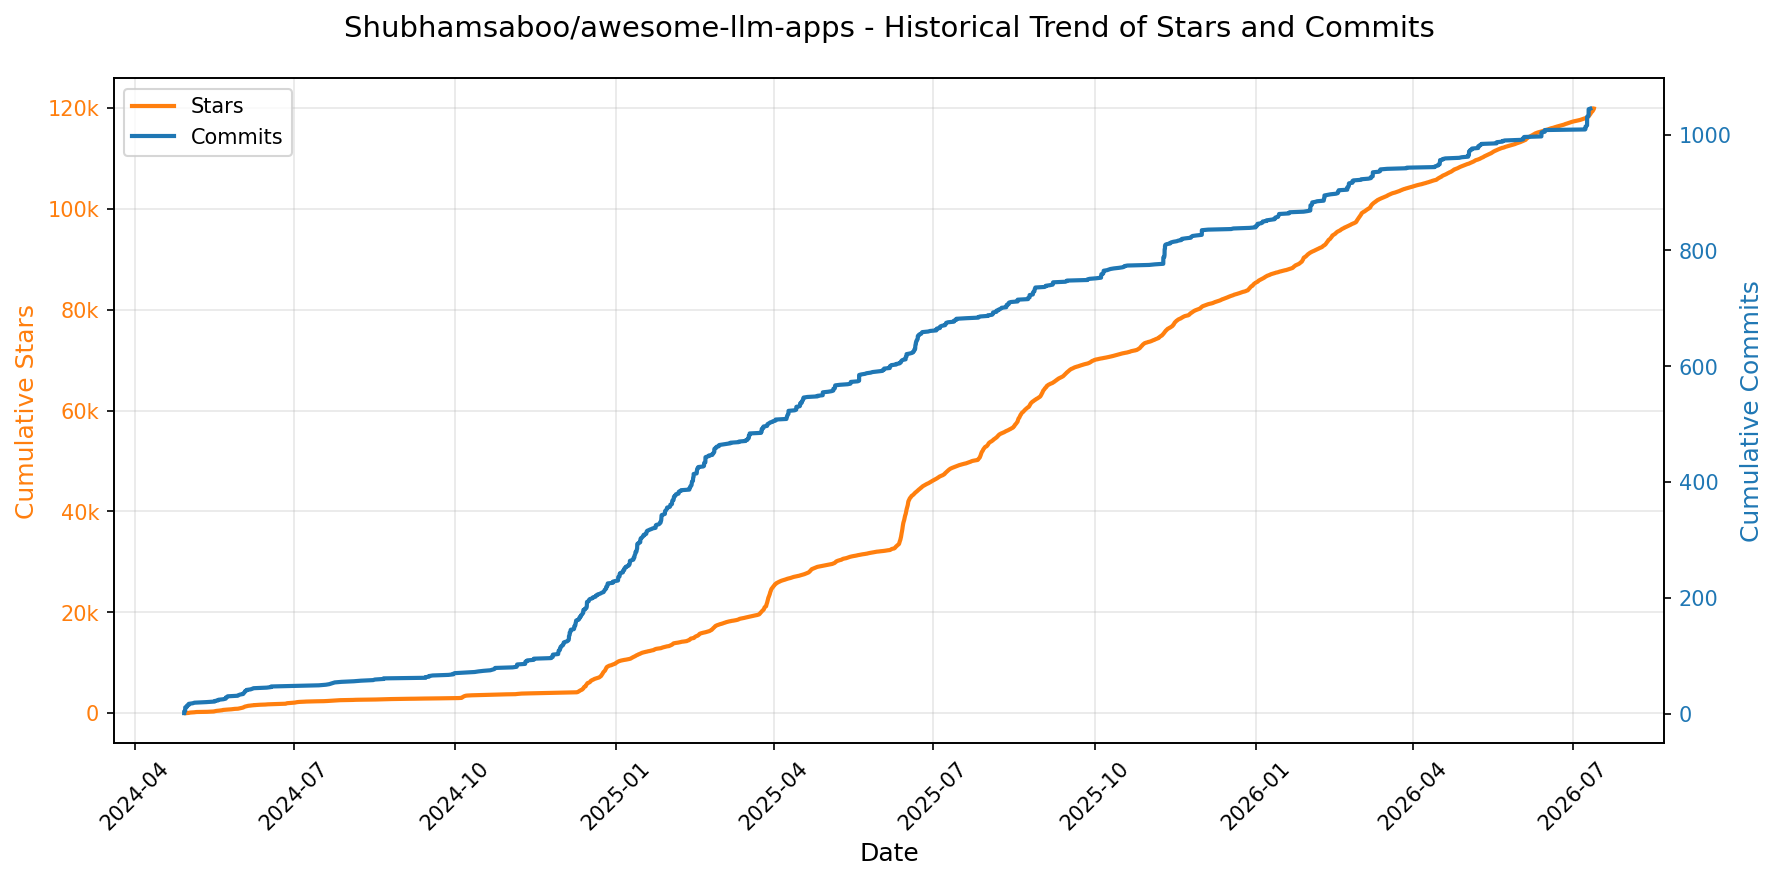 Shubhamsaboo/awesome-llm-apps - Historical Trend of Stars and Commits
Stars
Commits
120k
100k
80k
60k
40k
20k
0
Cumulative Stars
1000
800
600
400
200
0
Cumulative Commits
2024-04
2024-07
2024-10
2025-01
2025-04
2025-07
2025-10
2026-01
2026-04
2026-07
Date